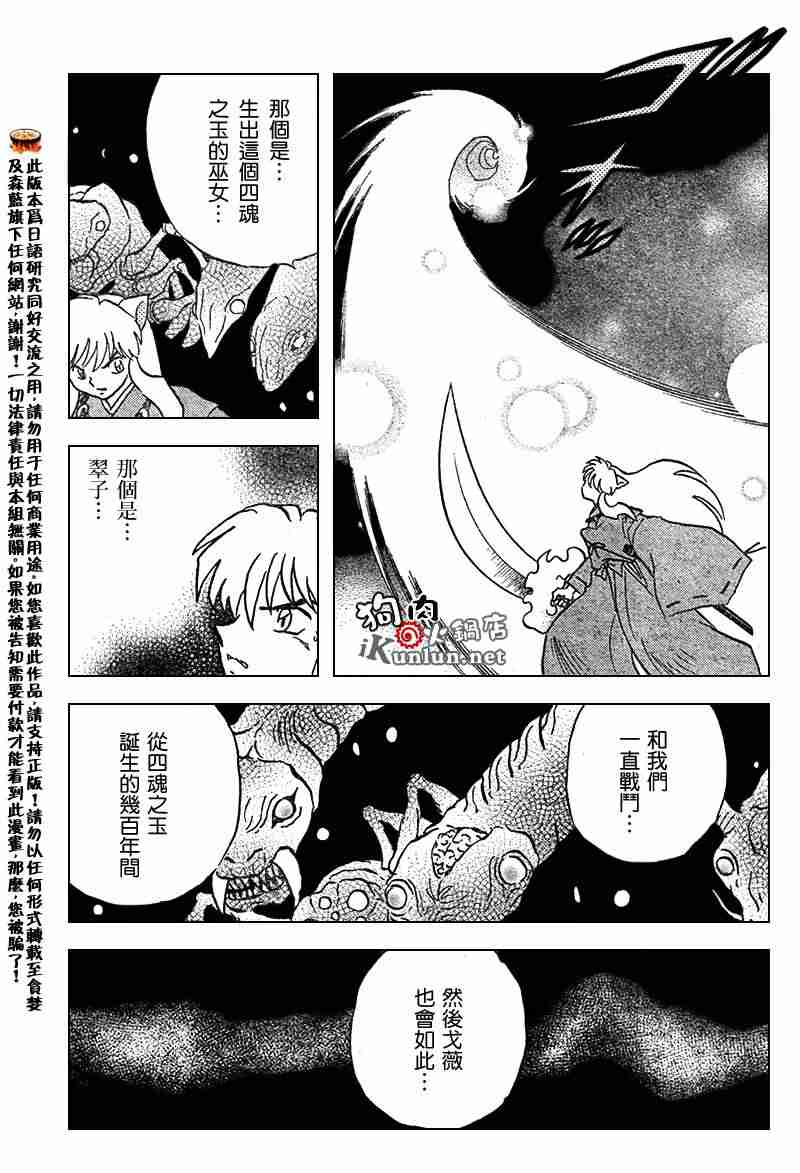 那個是…
生出這個四魂
之玉的巫女…
那個是…
翠子…
和我們
一直戰鬥…
從四魂之玉
誕生的幾百年間
然後戈薇
也會如此…
狗肉
火鍋店
iKunlun.net
此版本爲日語研究同好交流之用，請勿用于任何商業用途。如您喜歡此作品，請支持正版！請勿以任何形式轉載至貪婪
及森藍旗下任何網站，謝謝！一切法律責任與本組無關。如果您被告知需要付款才能看到此漫畫，那麽，您被騙了！